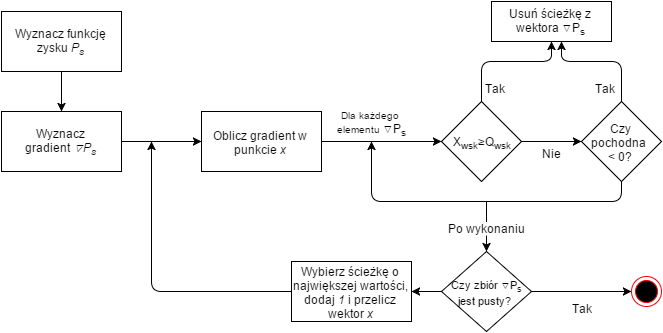 Wyznacz funkcję
zysku Pₛ
Usuń ścieżkę z
wektora ▽Pₛ
Wyznacz
gradient ▽Pₛ
Oblicz gradient w
punkcie x
Dla każdego
elementu ▽Pₛ
Tak
Tak
X_wsk≥Q_wsk
Nie
Czy
pochodna
< 0?
Po wykonaniu
Wybierz ścieżkę o
największej wartości,
dodaj 1 i przelicz
wektor x
Czy zbiór ▽Pₛ
jest pusty?
Tak